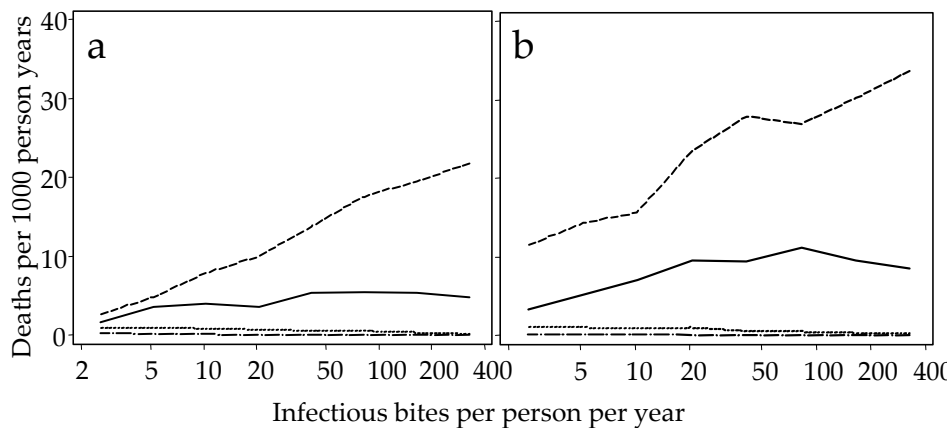 40
30
20
10
0
Deaths per 1000 person years
a
b
2 5 10 20 50 100 200 400
5 10 20 50 100 200 400
Infectious bites per person per year